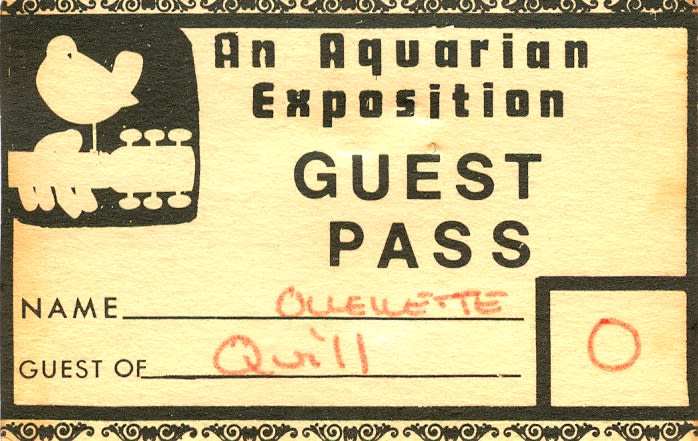 An Aquarian
Exposition
GUEST
PASS
NAME OUELLETTE
GUEST OF Quill
O